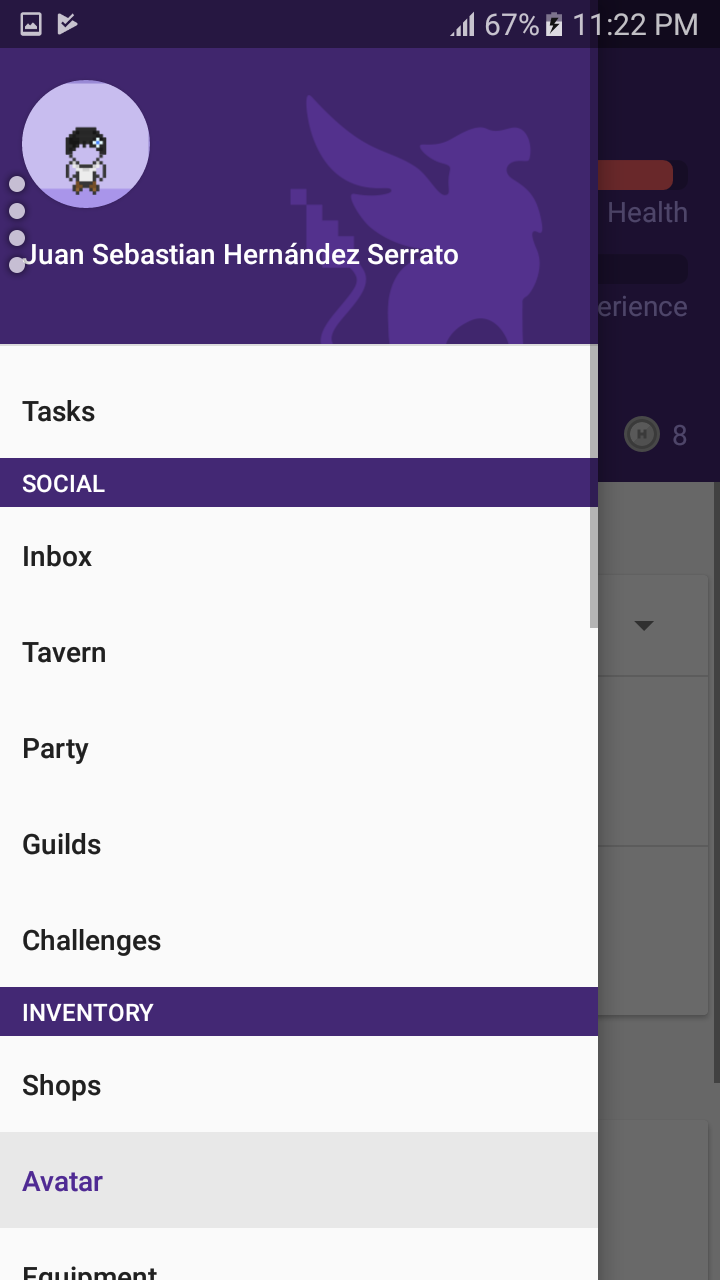 67% 11:22 PM
Health
Juan Sebastian Hernández Serrato
erience
Tasks
8
SOCIAL
Inbox
Tavern
Party
Guilds
Challenges
INVENTORY
Shops
Avatar
Equipment